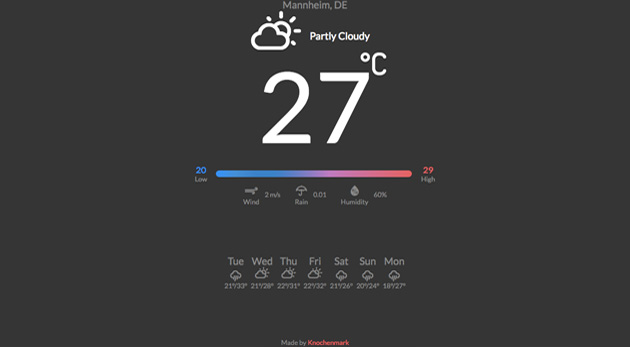 Mannheim, DE
Partly Cloudy
27°C
20
Low
29
High
2 m/s
Wind
0.01
Rain
60%
Humidity
Tue Wed Thu Fri Sat Sun Mon
21°/33° 21°/28° 22°/31° 22°/32° 21°/26° 20°/24° 18°/27°
Made by Knochenmark